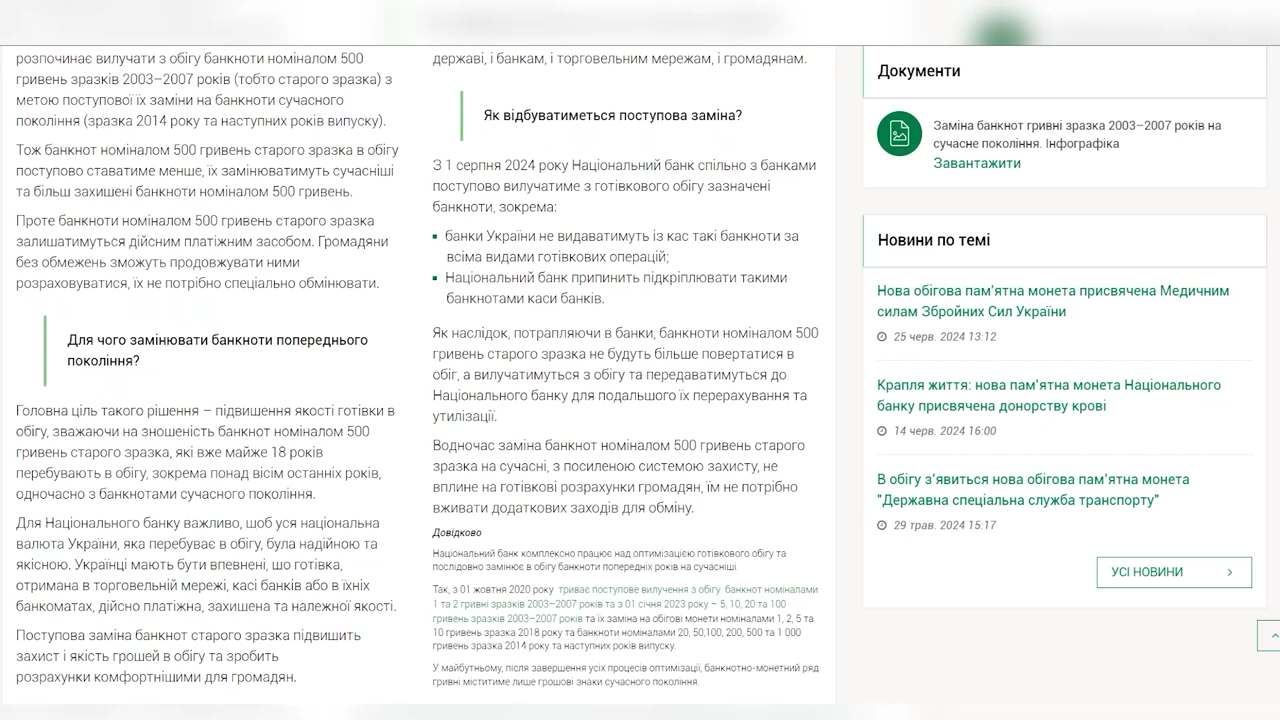 розпочинає вилучати з обігу банкноти номіналом 500
гривень зразків 2003–2007 років (тобто старого зразка) з
метою поступової їх заміни на банкноти сучасного
покоління (зразка 2014 року та наступних років випуску).
Тож банкнот номіналом 500 гривень старого зразка в обігу
поступово ставатиме менше, їх замінюватимуть сучасніші
та більш захищені банкноти номіналом 500 гривень.
Проте банкноти номіналом 500 гривень старого зразка
залишатимуться дійсним платіжним засобом. Громадяни
без обмежень зможуть продовжувати ними
розраховуватися, їх не потрібно спеціально обмінювати.
Для чого замінювати банкноти попереднього
покоління?
Головна ціль такого рішення – підвищення якості готівки в
обігу, зважаючи на зношеність банкнот номіналом 500
гривень старого зразка, які вже майже 18 років
перебувають в обігу, зокрема понад вісім останніх років,
одночасно з банкнотами сучасного покоління.
Для Національного банку важливо, щоб уся національна
валюта України, яка перебуває в обігу, була надійною та
якісною. Українці мають бути впевнені, що готівка,
отримана в торговельній мережі, касі банків або в їхніх
банкоматах, дійсно платіжна, захищена та належної якості.
Поступова заміна банкнот старого зразка підвищить
захист і якість грошей в обігу та зробить
розрахунки комфортнішими для громадян.
державі, і банкам, і торговельним мережам, і громадянам.
Як відбуватиметься поступова заміна?
З 1 серпня 2024 року Національний банк спільно з банками
поступово вилучатиме з готівкового обігу зазначені
банкноти, зокрема:
банки України не видаватимуть із кас такі банкноти за
всіма видами готівкових операцій;
Національний банк припинить підкріплювати такими
банкнотами каси банків.
Як наслідок, потрапляючи в банки, банкноти номіналом 500
гривень старого зразка не будуть більше повертатися в
обіг, а вилучатимуться з обігу та передаватимуться до
Національного банку для подальшого їх перерахування та
утилізації.
Водночас заміна банкнот номіналом 500 гривень старого
зразка на сучасні, з посиленою системою захисту, не
вплине на готівкові розрахунки громадян, їм не потрібно
вживати додаткових заходів для обміну.
Довідково
Національний банк комплексно працює над оптимізацією готівкового обігу та
послідовно замінює в обігу банкноти попередніх років на сучасніші.
Так, з 01 жовтня 2020 року триває поступове вилучення з обігу банкнот номіналами
1 та 2 гривні зразків 2003–2007 років та з 01 січня 2023 року – 5, 10, 20 та 100
гривень зразків 2003–2007 років та їх заміна на обігові монети номіналами 1, 2, 5 та
10 гривень зразка 2018 року та банкноти номіналами 20, 50,100, 200, 500 та 1 000
гривень зразка 2014 року та наступних років випуску.
У майбутньому, після завершення усіх процесів оптимізації, банкнотно-монетний ряд
гривні міститиме лише грошові знаки сучасного покоління.
Документи
Заміна банкнот гривні зразка 2003–2007 років на
сучасне покоління. Інфографіка
Завантажити
Новини по темі
Нова обігова пам'ятна монета присвячена Медичним
силам Збройних Сил України
25 черв. 2024 13:12
Крапля життя: нова пам'ятна монета Національного
банку присвячена донорству крові
14 черв. 2024 16:00
В обігу з'явиться нова обігова пам'ятна монета
"Державна спеціальна служба транспорту"
29 трав. 2024 15:17
УСІ НОВИНИ